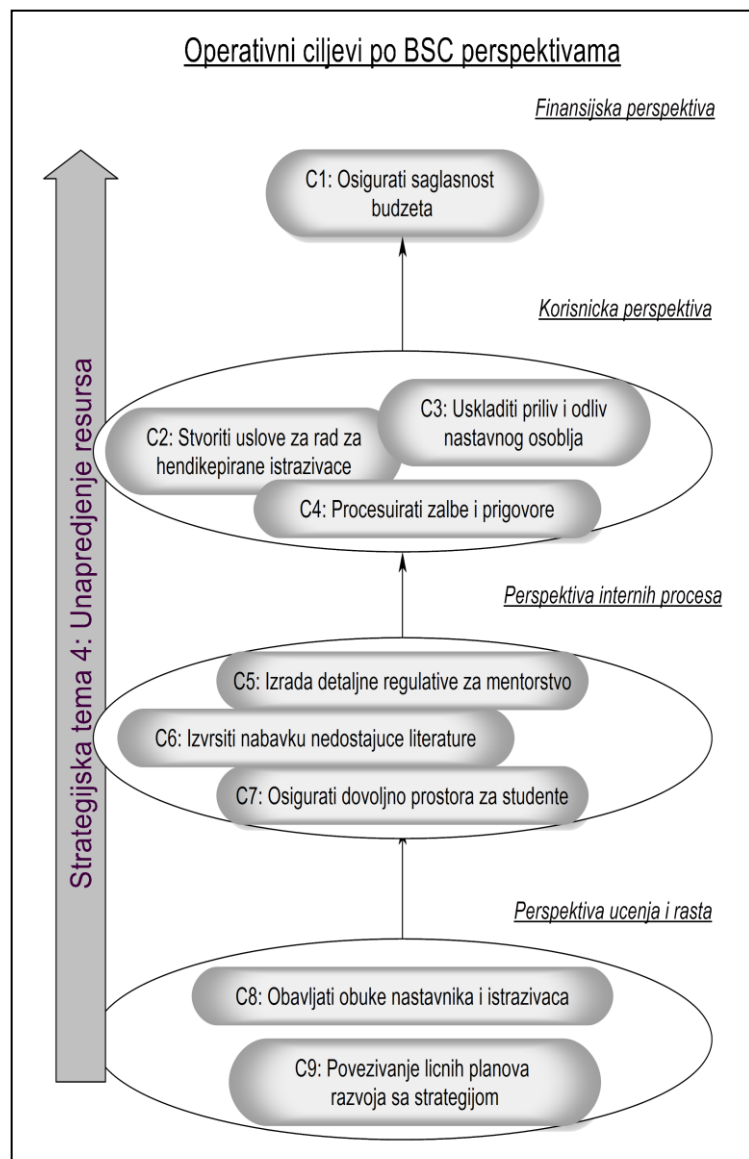 Operativni ciljevi po BSC perspektivama
Finansijska perspektiva
C1: Osigurati saglasnost
budzeta
Korisnicka perspektiva
C3: Uskladiti priliv i odliv
nastavnog osoblja
C2: Stvoriti uslove za rad za
hendikepirane istrazivace
C4: Procesuirati zalbe i prigovore
Perspektiva internih procesa
C5: Izrada detaljne regulative za mentorstvo
C6: Izvrsiti nabavku nedostajuce literature
C7: Osigurati dovoljno prostora za studente
Perspektiva ucenja i rasta
C8: Obavljati obuke nastavnika i istrazivaca
C9: Povezivanje licnih planova
razvoja sa strategijom
Strategijska tema 4: Unapredjenje resursa